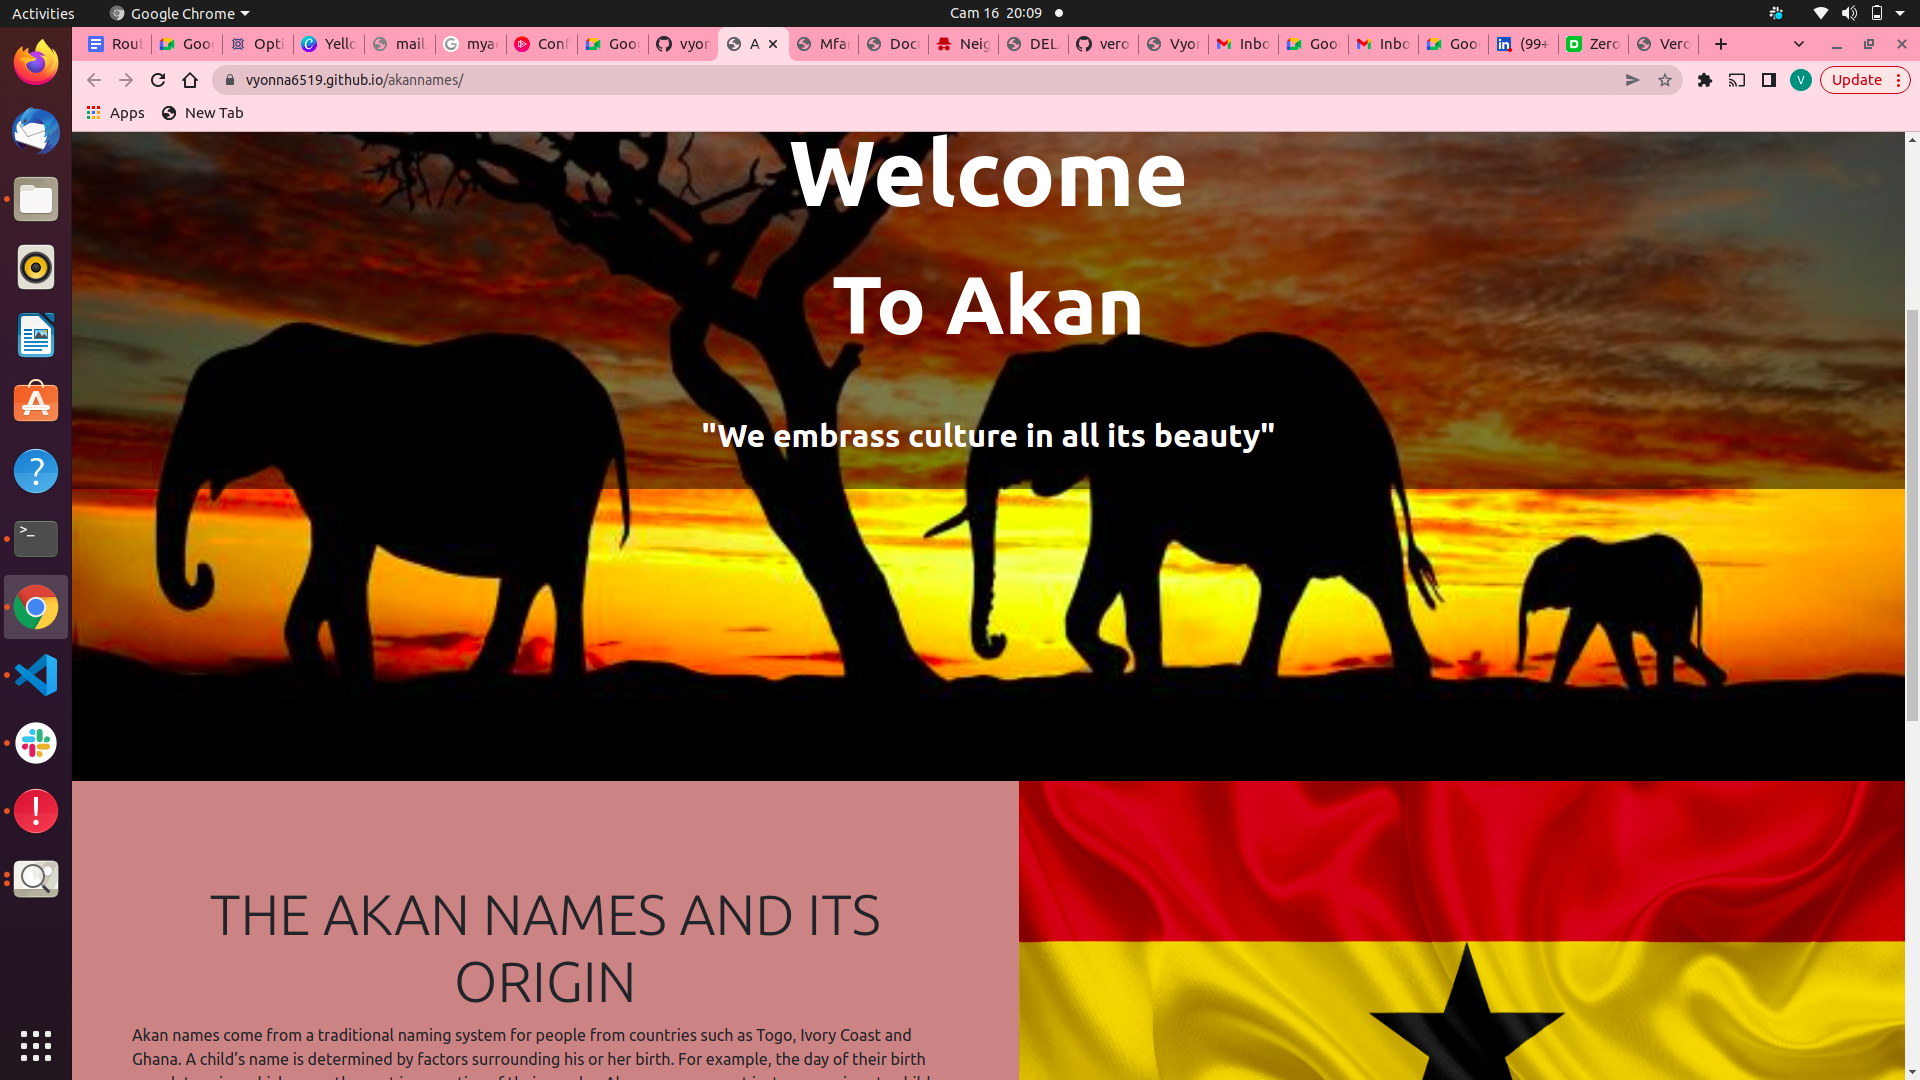 Activities
Google Chrome
Cam 16 20:09
Rout
Goo
Opti
Yello
mail
mya
Conf
Goo
vyon
A
Mfa
Docu
Neig
DEL
vero
Vyor
Inbo
Goo
Inbo
Goo
(99+
Zero
Vero
vyonna6519.github.io/akannames/
V
Update
Apps
New Tab
Welcome
To Akan
"We embrass culture in all its beauty"
THE AKAN NAMES AND ITS
ORIGIN
Akan names come from a traditional naming system for people from countries such as Togo, Ivory Coast and
Ghana. A child’s name is determined by factors surrounding his or her birth. For example, the day of their birth